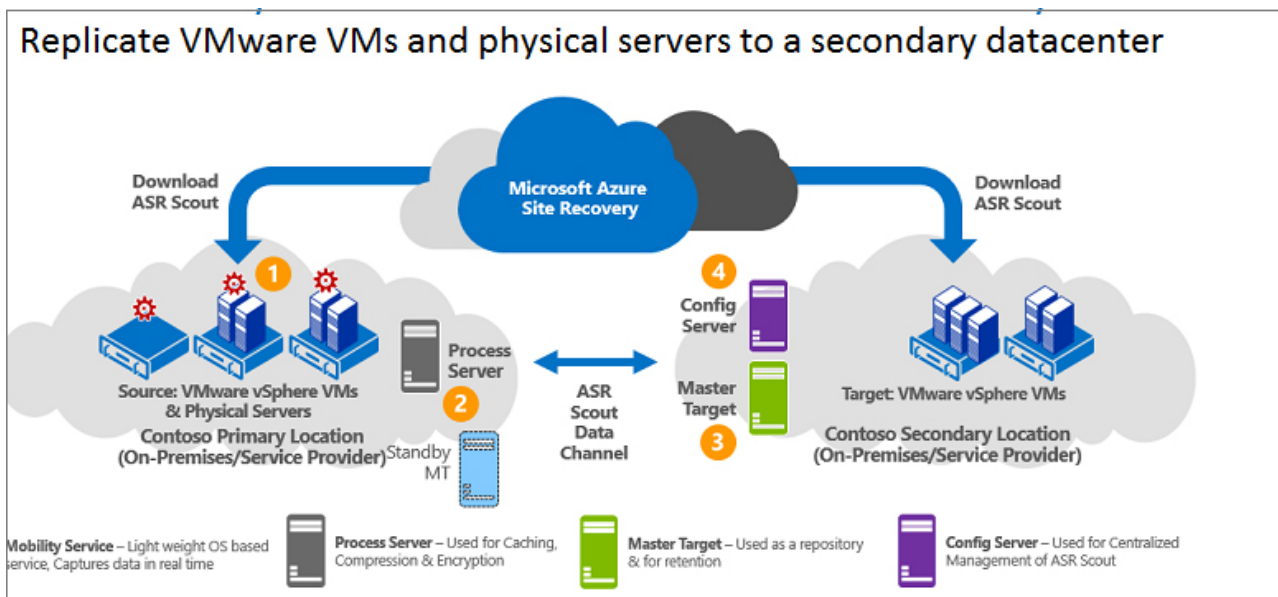 Replicate VMware VMs and physical servers to a secondary datacenter
Download
ASR Scout
Microsoft Azure
Site Recovery
Download
ASR Scout
1
4
Config
Server
Process
Server
2
ASR
Scout
Data
Channel
Master
Target
3
Source: VMware vSphere VMs
& Physical Servers
Contoso Primary Location
(On-Premises/Service Provider)
Standby
MT
Target: VMware vSphere VMs
Contoso Secondary Location
(On-Premises/Service Provider)
Mobility Service – Light weight OS based
service, Captures data in real time
Process Server – Used for Caching,
Compression & Encryption
Master Target – Used as a repository
& for retention
Config Server – Used for Centralized
Management of ASR Scout